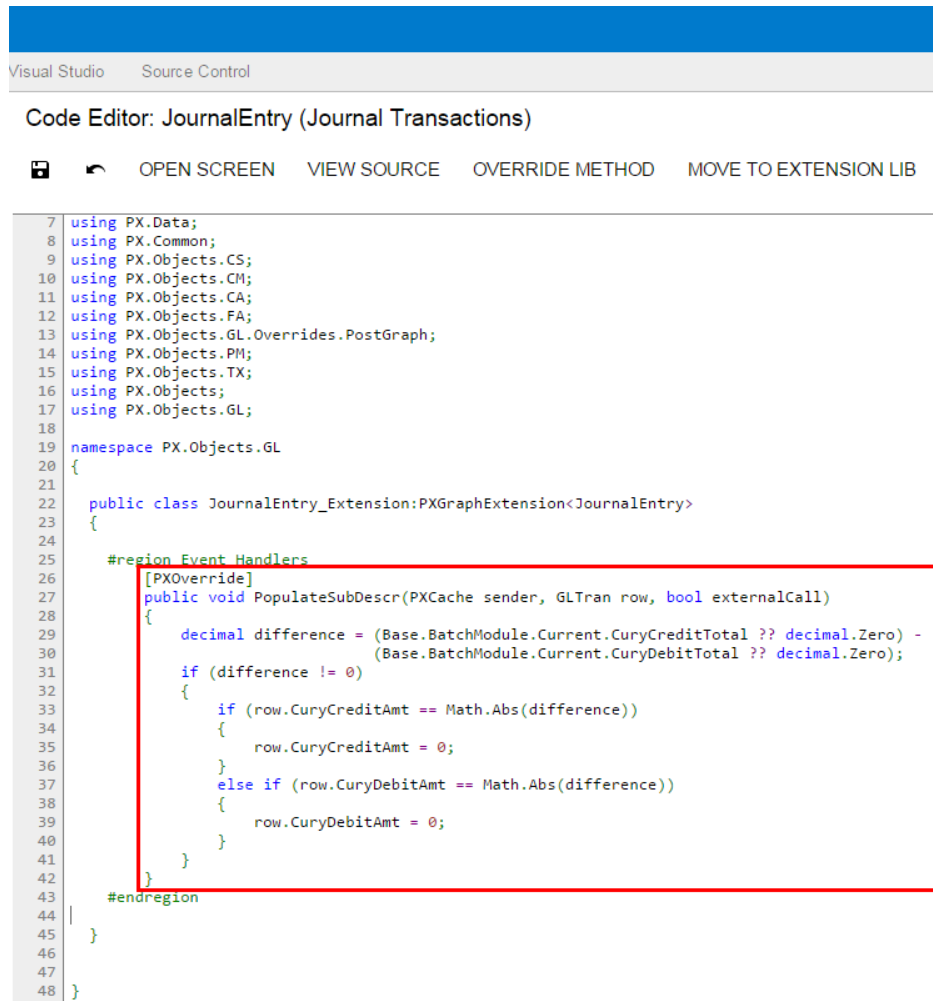 Visual Studio Source Control
Code Editor: JournalEntry (Journal Transactions)
OPEN SCREEN VIEW SOURCE OVERRIDE METHOD MOVE TO EXTENSION LIB
7 using PX.Data;
8 using PX.Common;
9 using PX.Objects.CS;
10 using PX.Objects.CM;
11 using PX.Objects.CA;
12 using PX.Objects.FA;
13 using PX.Objects.GL.Overrides.PostGraph;
14 using PX.Objects.PM;
15 using PX.Objects.TX;
16 using PX.Objects;
17 using PX.Objects.GL;
18
19 namespace PX.Objects.GL
20 {
21
22 public class JournalEntry_Extension:PXGraphExtension<JournalEntry>
23 {
24
25 #region Event Handlers
26 [PXOverride]
27 public void PopulateSubDescr(PXCache sender, GLTran row, bool externalCall)
28 {
29 decimal difference = (Base.BatchModule.Current.CuryCreditTotal ?? decimal.Zero) -
30 (Base.BatchModule.Current.CuryDebitTotal ?? decimal.Zero);
31 if (difference != 0)
32 {
33 if (row.CuryCreditAmt == Math.Abs(difference))
34 {
35 row.CuryCreditAmt = 0;
36 }
37 else if (row.CuryDebitAmt == Math.Abs(difference))
38 {
39 row.CuryDebitAmt = 0;
40 }
41 }
42 }
43 #endregion
44
45 }
46
47
48 }